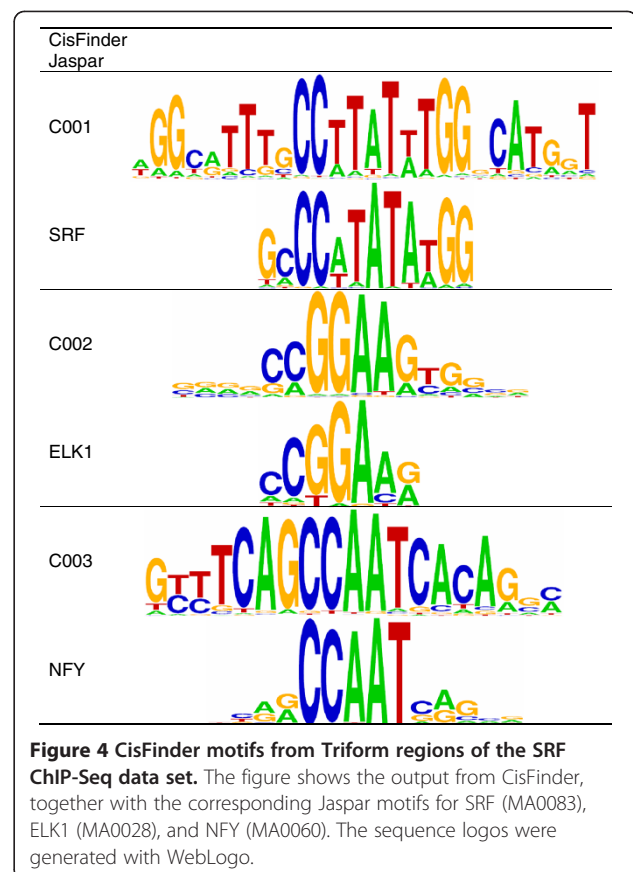 CisFinder
Jaspar
C001
SRF
C002
ELK1
C003
NFY
Figure 4 CisFinder motifs from Triform regions of the SRF
ChIP-Seq data set. The figure shows the output from CisFinder,
together with the corresponding Jaspar motifs for SRF (MA0083),
ELK1 (MA0028), and NFY (MA0060). The sequence logos were
generated with WebLogo.